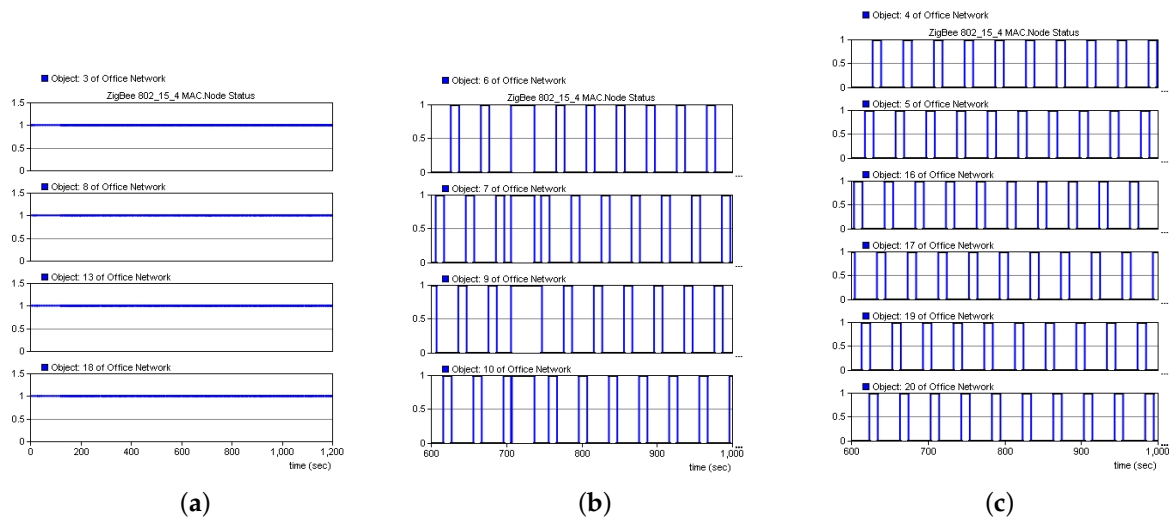 Object: 3 of Office Network
ZigBee 802_15_4 MAC.Node Status
1.5
1
0.5
0
Object: 8 of Office Network
1.5
1
0.5
0
Object: 13 of Office Network
1.5
1
0.5
0
Object: 18 of Office Network
1.5
1
0.5
0
0 200 400 600 800 1,000 1,200
time (sec)
(a)
Object: 6 of Office Network
ZigBee 802_15_4 MAC.Node Status
1
0.5
0
...
Object: 7 of Office Network
1
0.5
0
...
Object: 9 of Office Network
1
0.5
0
...
Object: 10 of Office Network
1
0.5
0
...
600 700 800 900 1,000
time (sec)
(b)
Object: 4 of Office Network
ZigBee 802_15_4 MAC.Node Status
1
0.5
0
...
Object: 5 of Office Network
1
0.5
0
...
Object: 16 of Office Network
1
0.5
0
...
Object: 17 of Office Network
1
0.5
0
...
Object: 19 of Office Network
1
0.5
0
...
Object: 20 of Office Network
1
0.5
0
...
600 700 800 900 1,000
time (sec)
(c)